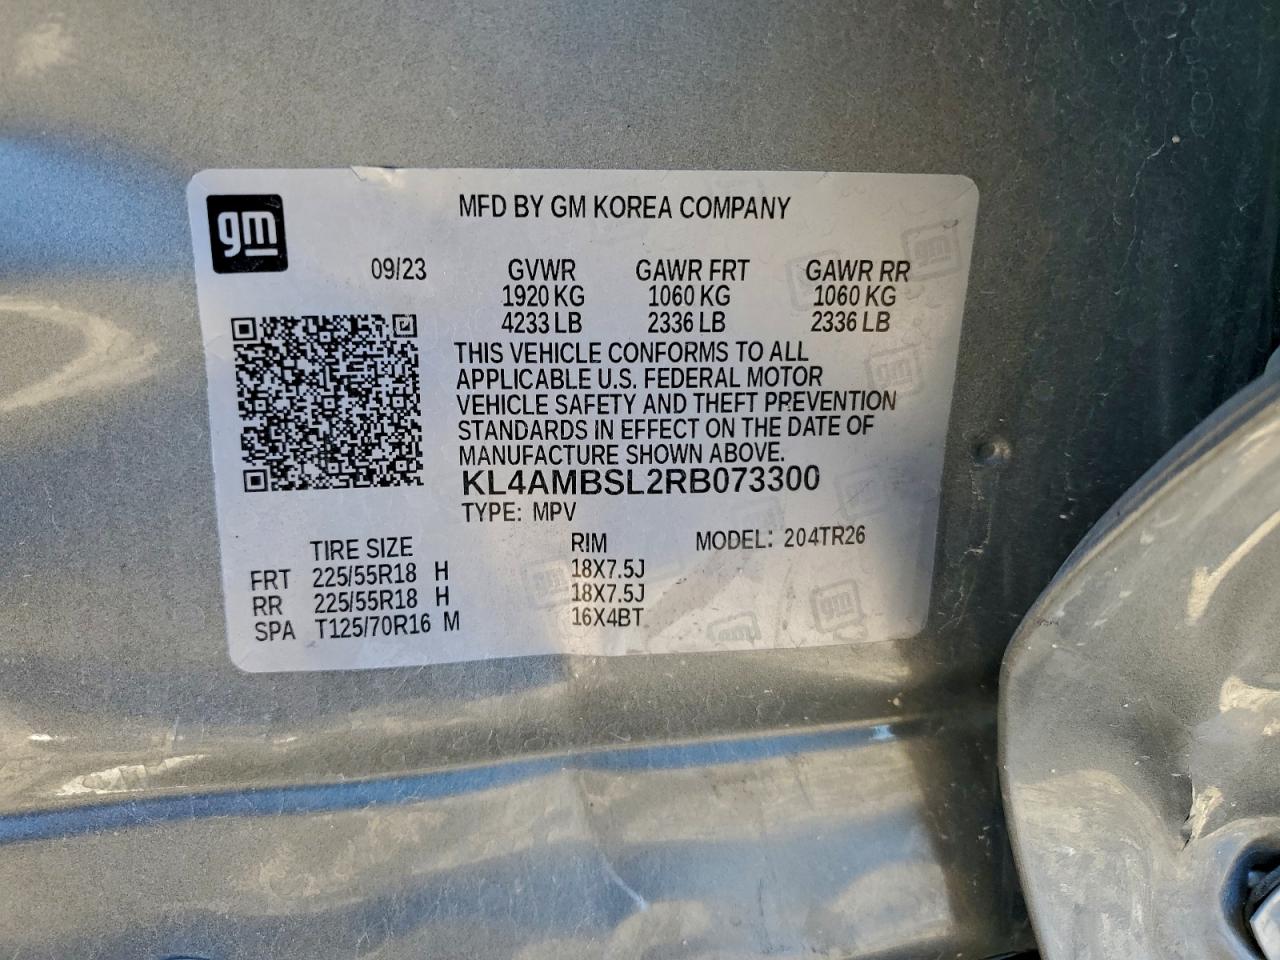 gm
MFD BY GM KOREA COMPANY
09/23 GVWR GAWR FRT GAWR RR
1920 KG 1060 KG 1060 KG
4233 LB 2336 LB 2336 LB
THIS VEHICLE CONFORMS TO ALL
APPLICABLE U.S. FEDERAL MOTOR
VEHICLE SAFETY AND THEFT PREVENTION
STANDARDS IN EFFECT ON THE DATE OF
MANUFACTURE SHOWN ABOVE.
KL4AMBSL2RB073300
TYPE: MPV
TIRE SIZE RIM MODEL: 204TR26
FRT 225/55R18 H 18X7.5J
RR 225/55R18 H 18X7.5J
SPA T125/70R16 M 16X4BT